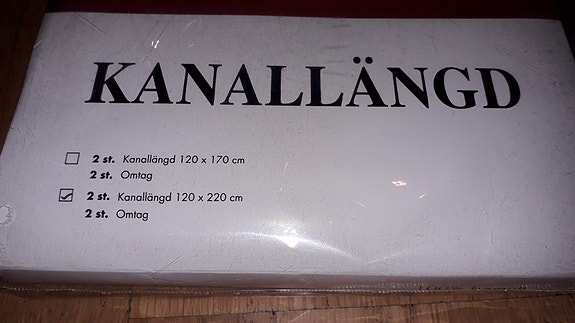 KANALLÄNGD
2 st. Kanallängd 120 x 170 cm
2 st. Omtag
2 st. Kanallängd 120 x 220 cm
2 st. Omtag